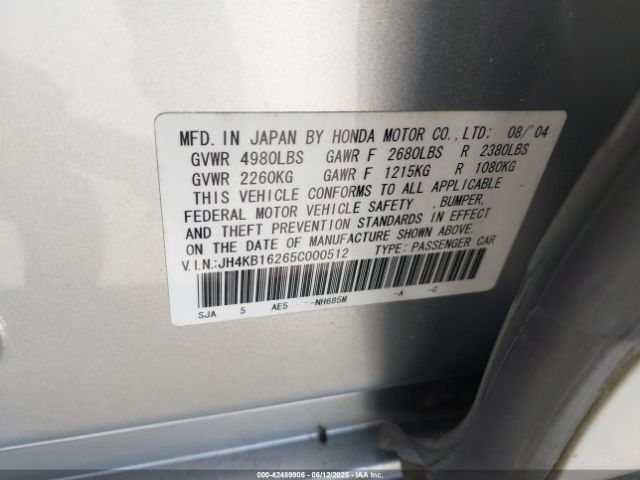 MFD. IN JAPAN BY HONDA MOTOR CO.,LTD: 08/'04
GVWR 4980LBS GAWR F 2680LBS R 2380LBS
GVWR 2260KG GAWR F 1215KG R 1080KG
THIS VEHICLE CONFORMS TO ALL APPLICABLE
FEDERAL MOTOR VEHICLE SAFETY , BUMPER,
AND THEFT PREVENTION STANDARDS IN EFFECT
ON THE DATE OF MANUFACTURE SHOWN ABOVE.
V.I.N.:JH4KB16265C000512 TYPE: PASSENGER CAR
SJA 5 AE5 -NH685M -A -C
000-42489906 - 06/12/2025 - IAA Inc.